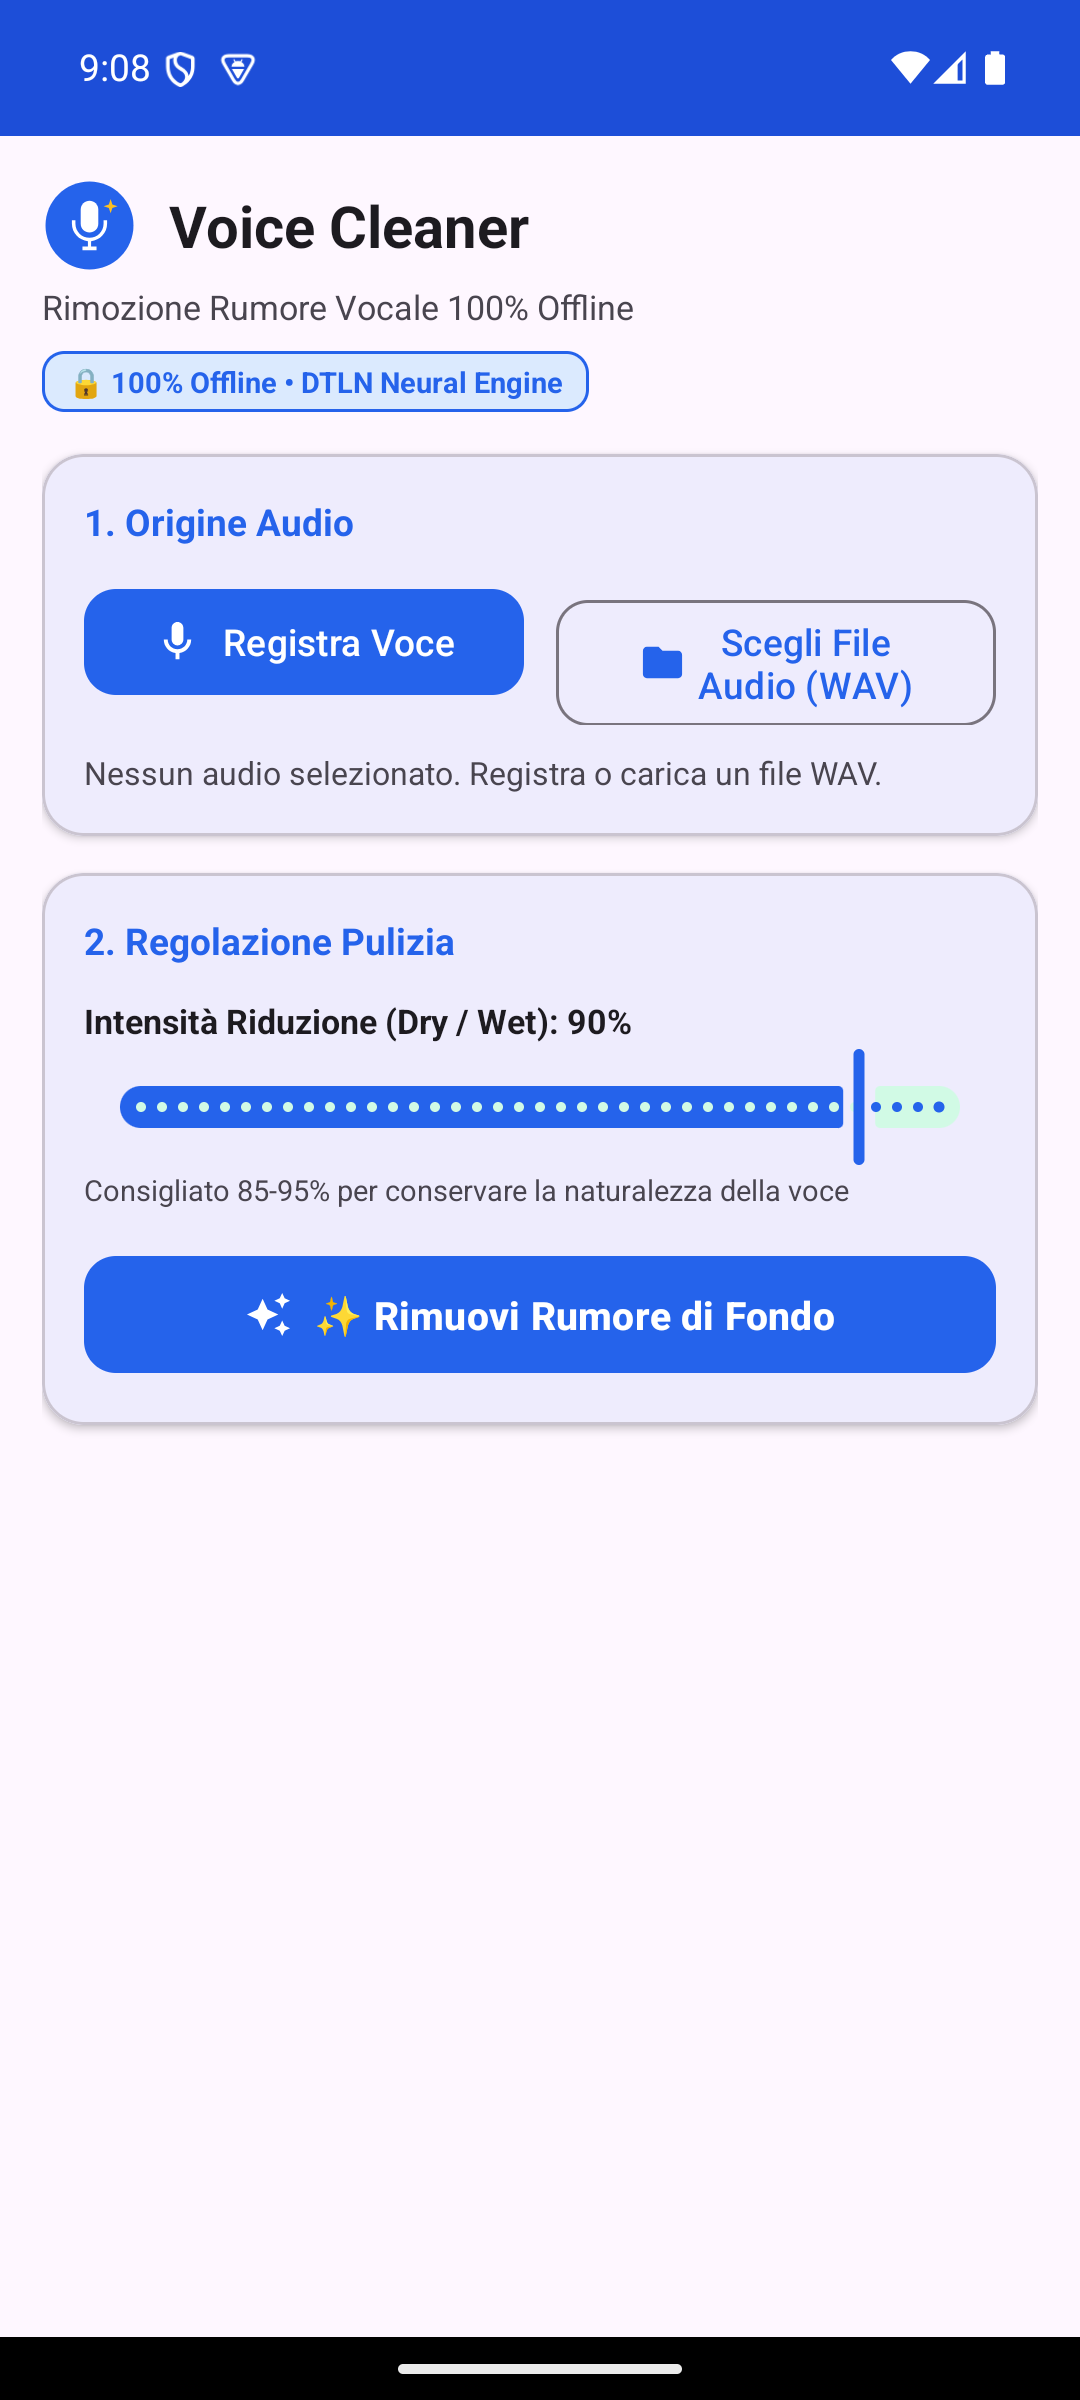 9:08
Voice Cleaner
Rimozione Rumore Vocale 100% Offline
🔒 100% Offline • DTLN Neural Engine
1. Origine Audio
Registra Voce
Scegli File
Audio (WAV)
Nessun audio selezionato. Registra o carica un file WAV.
2. Regolazione Pulizia
Intensità Riduzione (Dry / Wet): 90%
Consigliato 85-95% per conservare la naturalezza della voce
✨ Rimuovi Rumore di Fondo